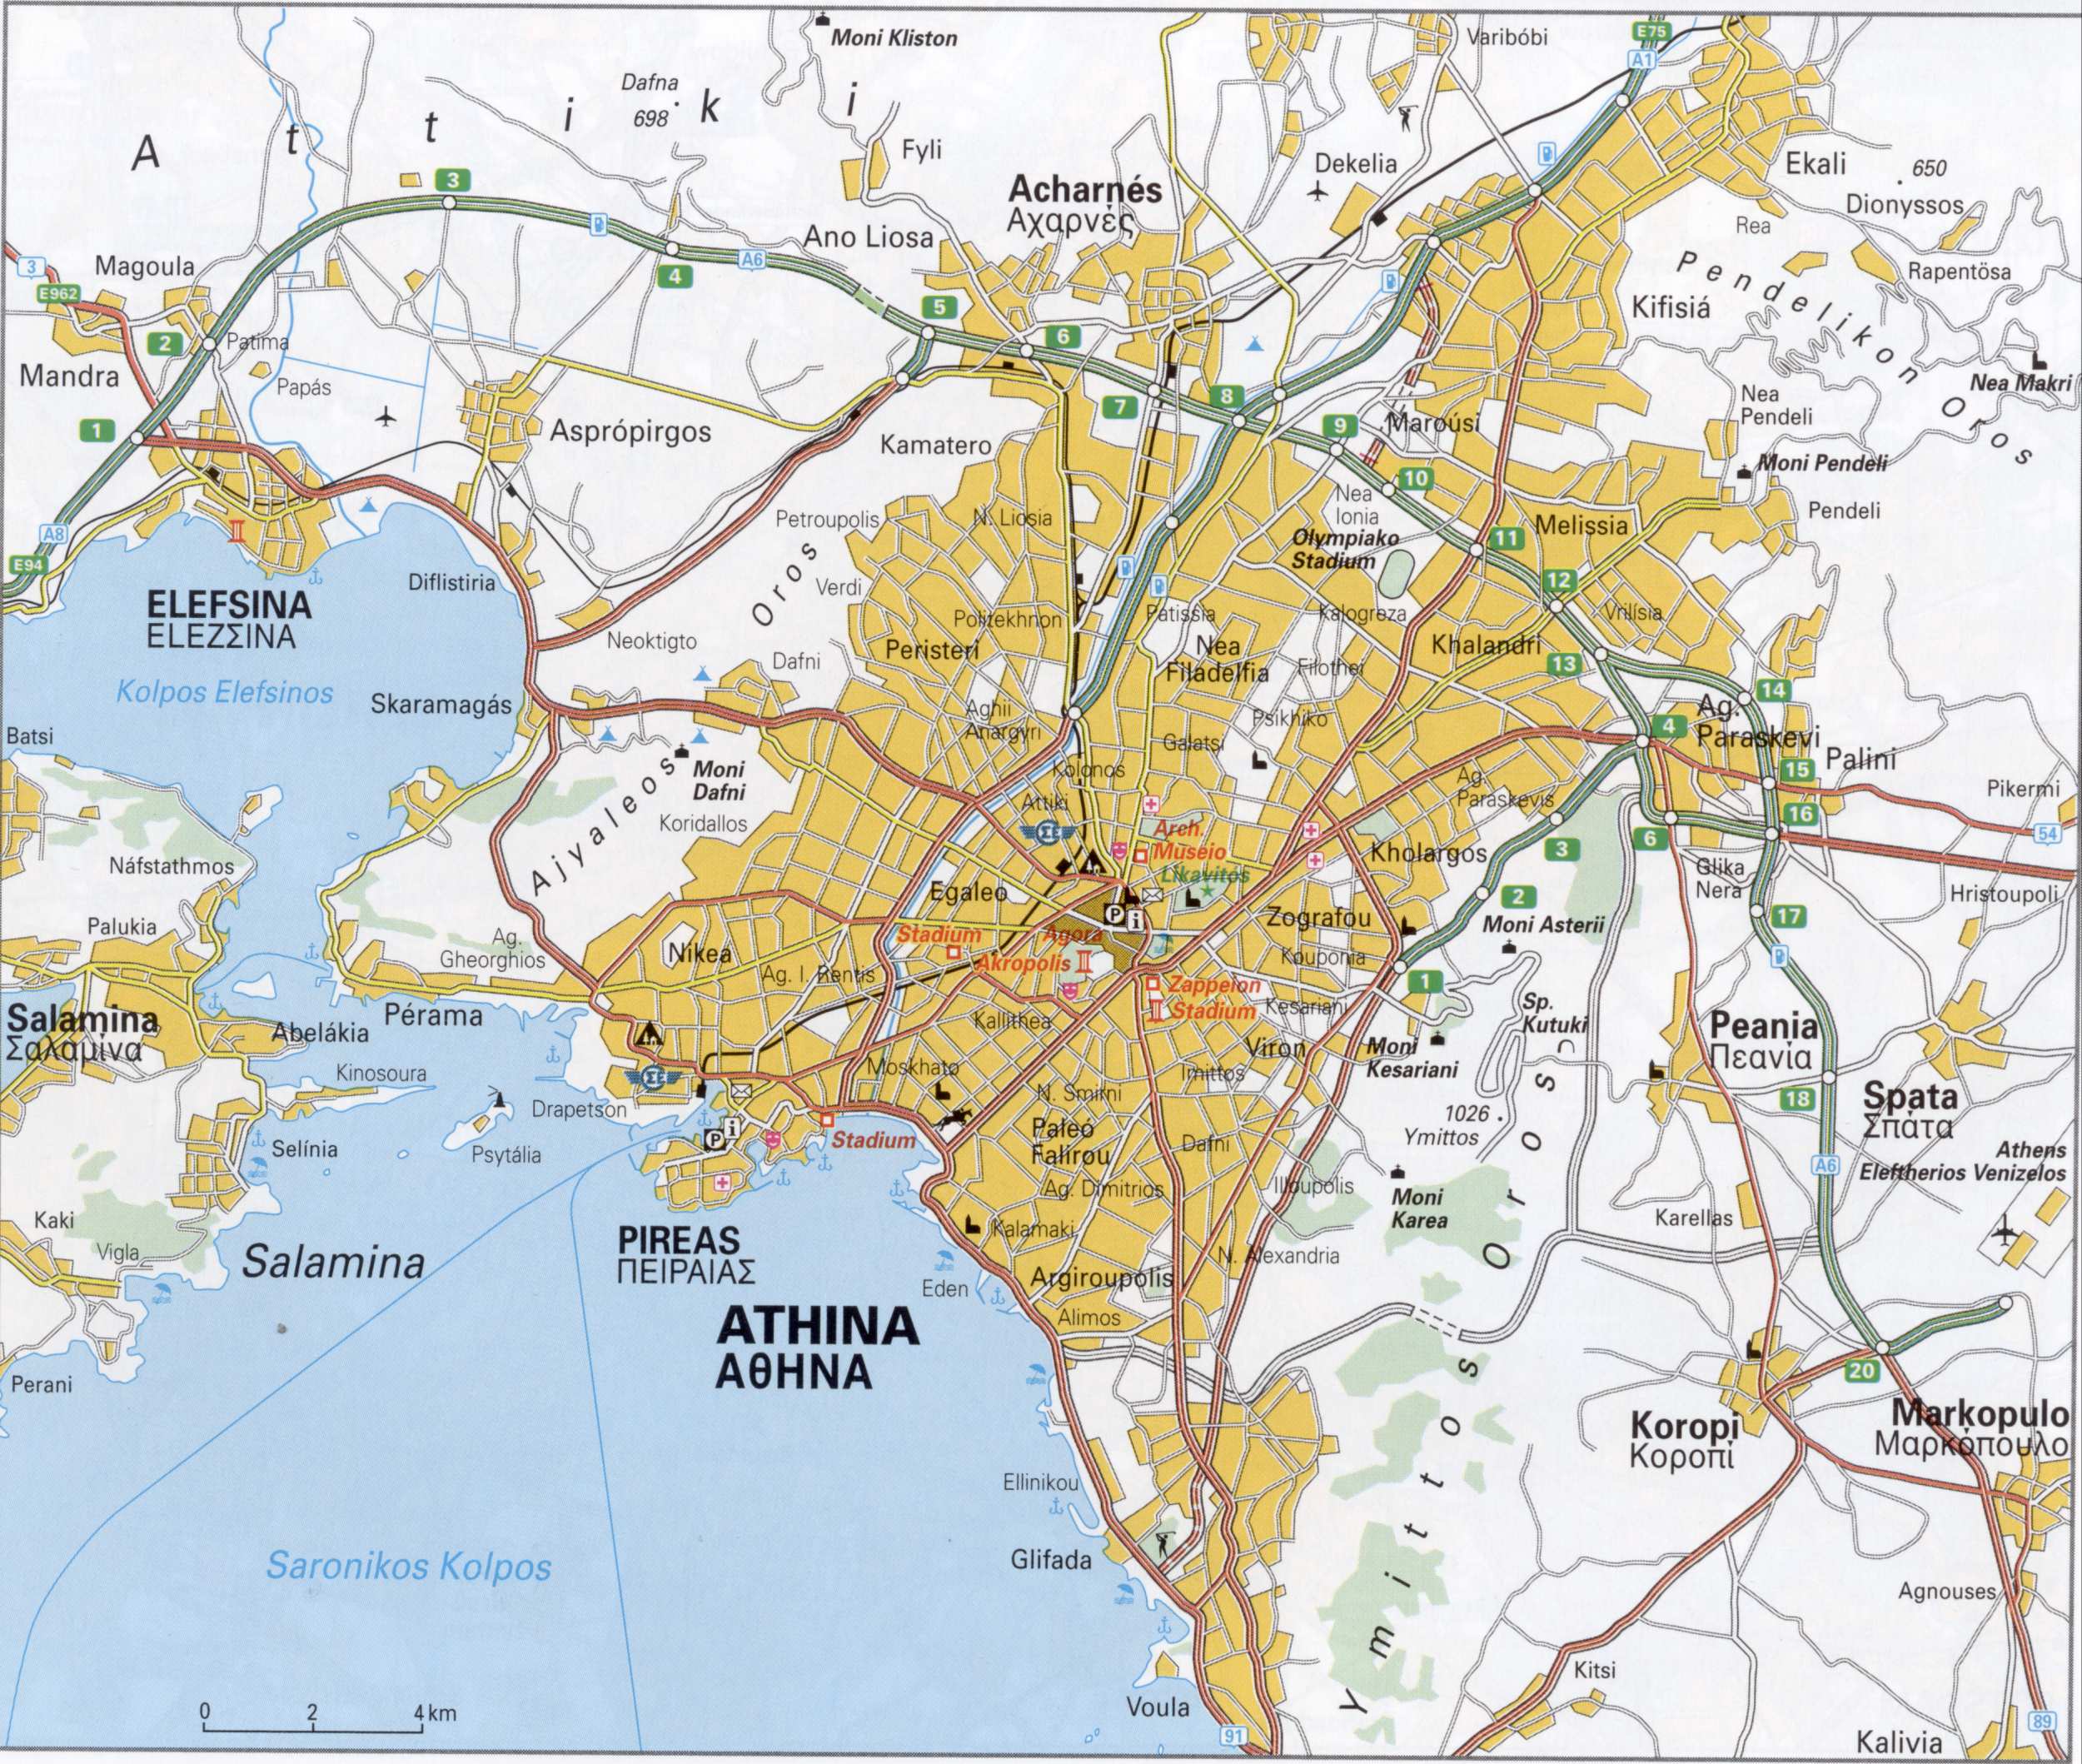 Moni Kliston
Varibóbi
E75
A1
Dafna
698
A t t i k i
Fyli
Dekelia
Ekali
650
Dionyssos
Acharnés
Αχαρνές
3
Rea
Ano Liosa
A6
4
Magoula
3
E962
Pendelikon Oros
Rapentösa
Kifisiá
5
6
2
Patima
Mandra
Papás
Nea Makri
Nea
Pendeli
8
7
1
9
Marousi
Asprópirgos
Kamatero
Moni Pendeli
10
Nea
Ionia
Pendeli
Petroupolis
N. Liosia
Olympiako
Stadium
11
Melissia
A8
E94
Oros
Diflistiria
Verdi
12
ELEFSINA
ELEZΣINA
Politekhnon
Patissia
Kalogreza
Vrilísia
Neoktigto
Peristeri
Nea
Filadelfia
Khalandri
13
Dafni
Filothei
Kolpos Elefsinos
Skaramagás
14
Aghii
Anargyri
Psikhiko
Ag.
Paraskevi
4
Batsi
Galatsi
Palini
Moni
Dafni
Kolonos
15
Ag.
Paraskevis
Pikermi
Attiki
Koridallos
16
Arch.
Museio
54
Ajyaleos
6
3
Kholargos
Likavitós
Náfstathmos
Glika
Nera
Egaleo
2
Hristoupoli
Zografou
17
Palukia
Moni Asterii
Stadium
Agora
P
i
Ag.
Gheorghios
Nikea
Akropolis
Kouponia
Ag. I. Rentis
1
Zappeion
Stadium
Sp.
Kutuki
Kesariani
Salamina
Σαλαμίνα
Pérama
Abelákia
Kallithea
Peania
Πεανία
Viron
Moni
Kesariani
Kinosoura
Moskhato
Imittos
18
Spata
Σπάτα
Drapetson
N. Smirni
1026
Ymittos
P
i
Stadium
Paleó
Falirou
Dafni
Selínia
Psytália
Athens
Eleftherios Venizelos
A6
Ag. Dimitrios
Ilioupolis
Moni
Karea
Kaki
Vigla
Kalamaki
Karellas
PIREAS
ΠΕΙΡΑΙΑΣ
Salamina
N. Alexandria
Argiroupolis
Eden
ATHINA
ΑΘΗΝΑ
Alimos
Perani
20
Ymittos Oros
Koropi
Κοροπί
Markopulo
Μαρκόπουλο
Ellinikou
Saronikos Kolpos
Glifada
Agnouses
Kitsi
0 2 4 km
Voula
91
89
Kalivia